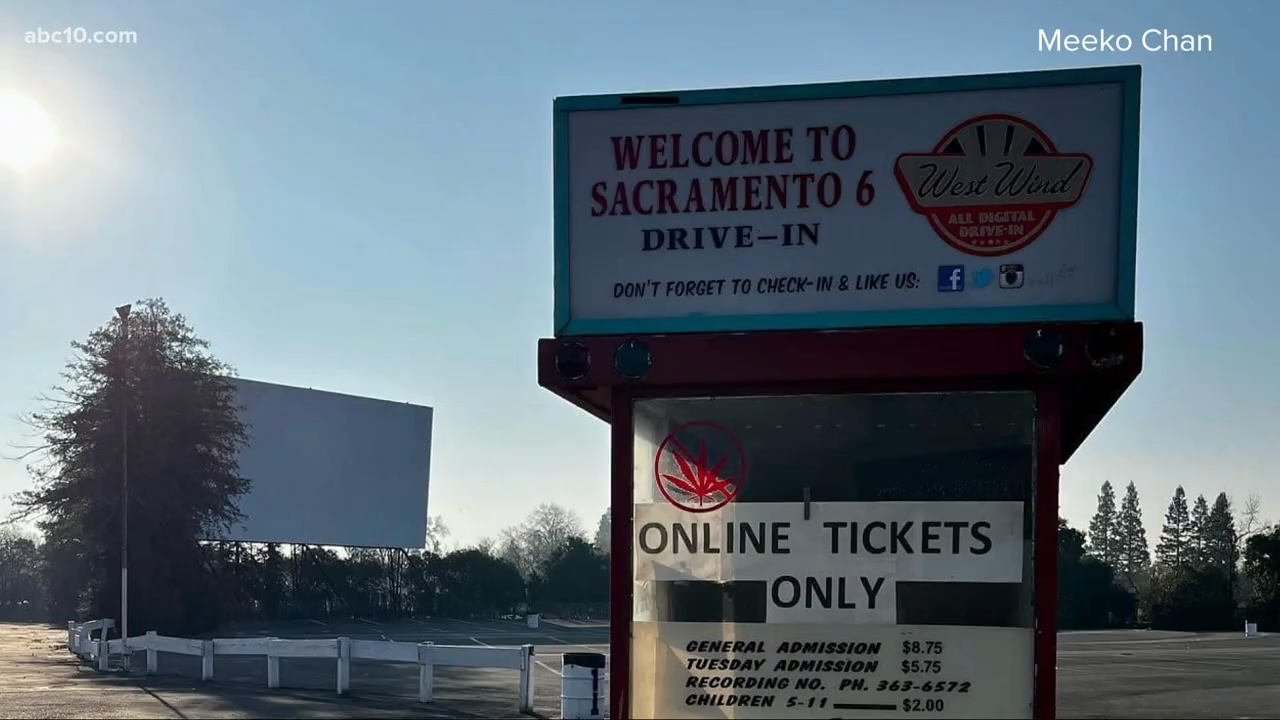 abc10.com
Meeko Chan
WELCOME TO
SACRAMENTO 6
DRIVE-IN
West Wind
ALL DIGITAL
DRIVE-IN
DON'T FORGET TO CHECK-IN & LIKE US:
ONLINE TICKETS
ONLY
GENERAL ADMISSION $8.75
TUESDAY ADMISSION $5.75
RECORDING NO. PH. 363-6572
CHILDREN 5-11 $2.00